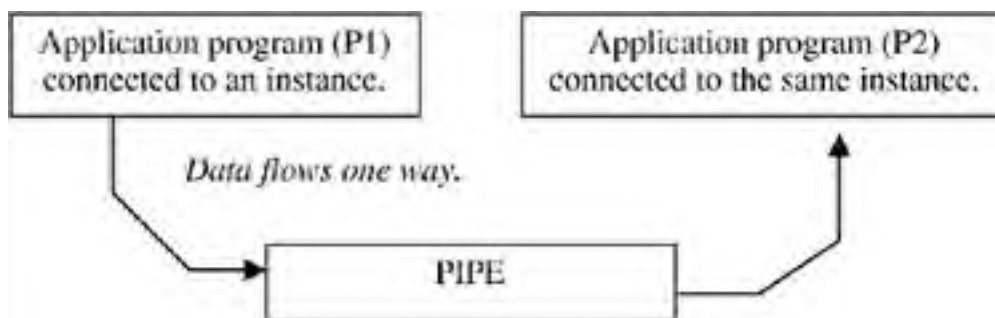 Application program (P1)
connected to an instance.
Application program (P2)
connected to the same instance.
Data flows one way.
PIPE